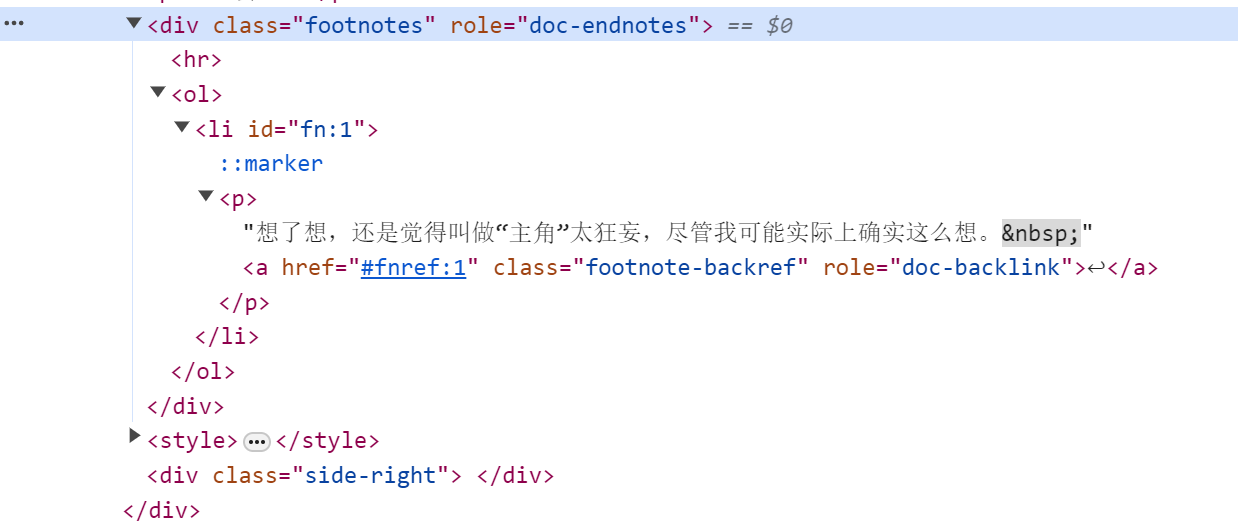 <div class="footnotes" role="doc-endnotes"> == $0
<hr>
<ol>
<li id="fn:1">
::marker
<p>
"想了想，还是觉得叫做“主角”太狂妄，尽管我可能实际上确实这么想。&nbsp;"
<a href="#fnref:1" class="footnote-backref" role="doc-backlink">↩</a>
</p>
</li>
</ol>
</div>
<style>…</style>
<div class="side-right"> </div>
</div>